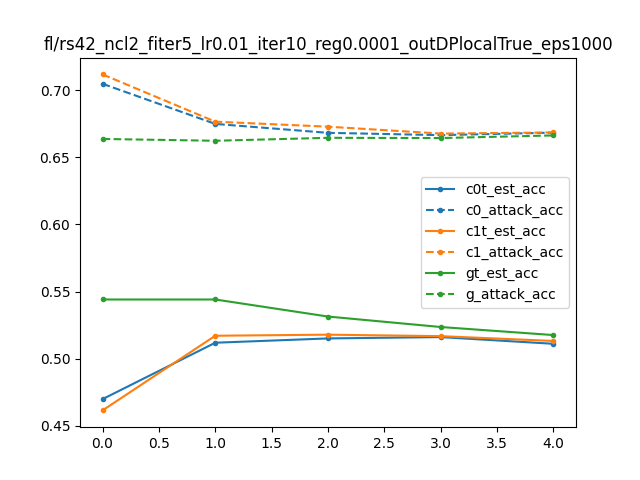 fl/rs42_ncl2_fiter5_lr0.01_iter10_reg0.0001_outDPlocalTrue_eps1000
0.70
0.65
0.60
0.55
0.50
0.45
c0t_est_acc
c0_attack_acc
c1t_est_acc
c1_attack_acc
gt_est_acc
g_attack_acc
0.0 0.5 1.0 1.5 2.0 2.5 3.0 3.5 4.0